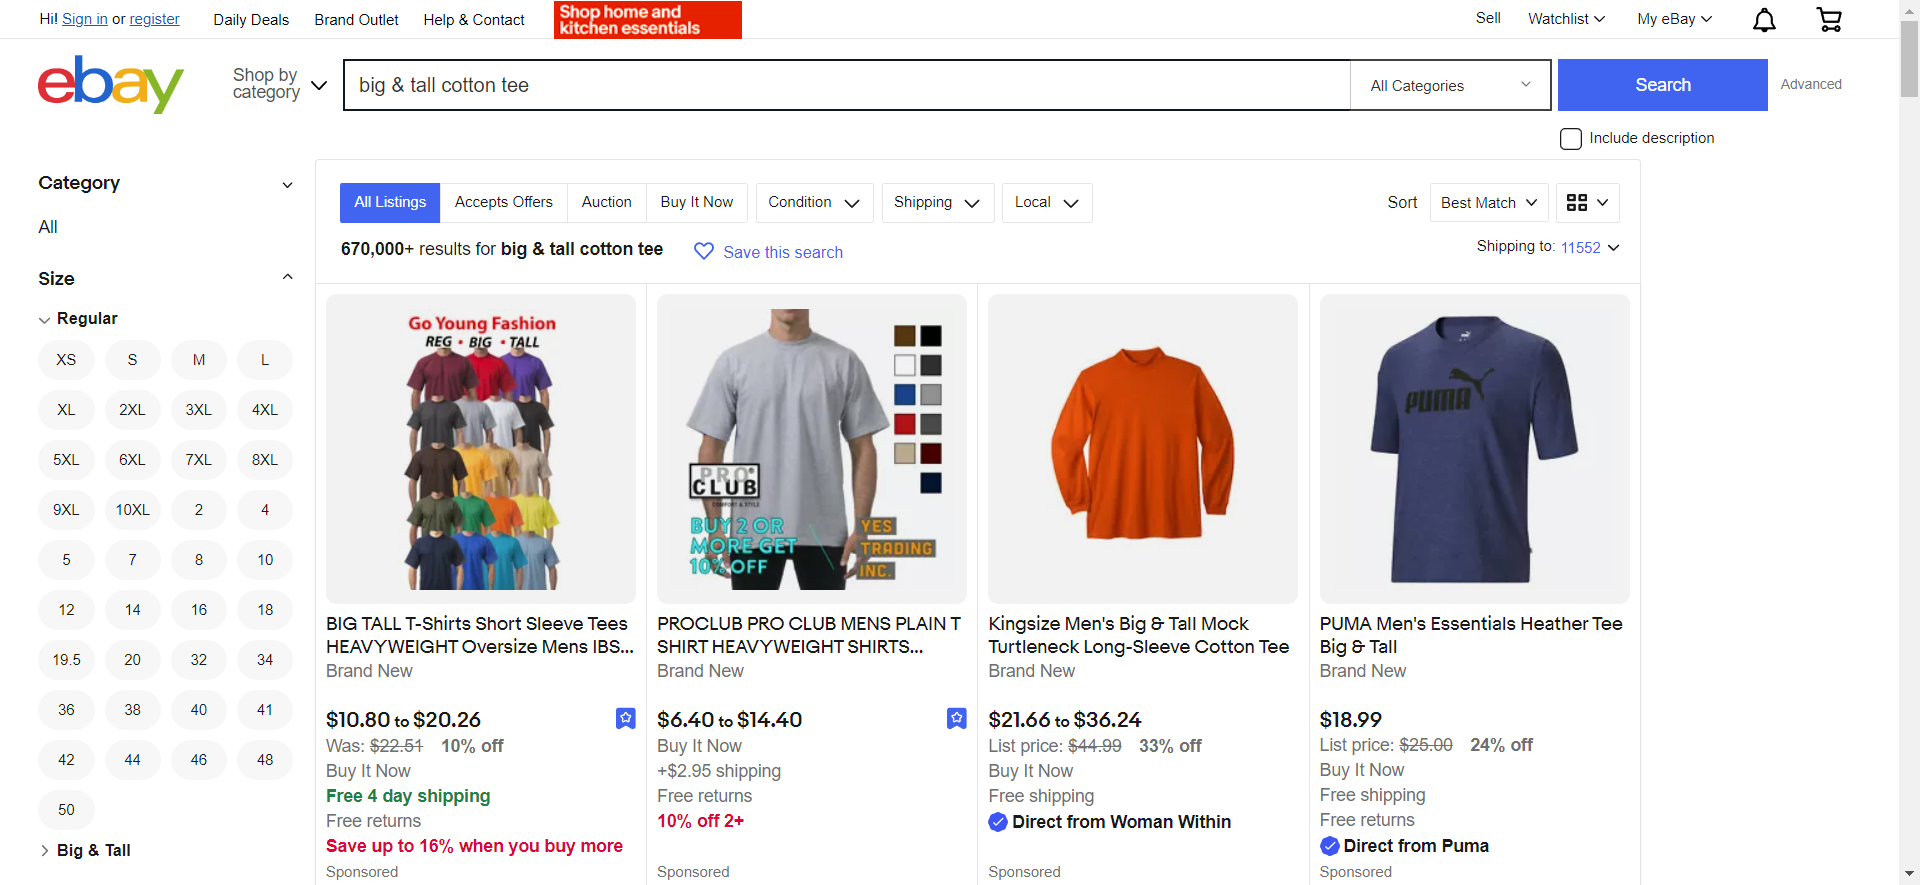 Hi! Sign in or register
Daily Deals
Brand Outlet
Help & Contact
Shop home and
kitchen essentials
Sell
Watchlist
My eBay
ebay
Shop by
category
big & tall cotton tee
All Categories
Search
Advanced
Include description
Category
All
Size
Regular
XS S M L
XL 2XL 3XL 4XL
5XL 6XL 7XL 8XL
9XL 10XL 2 4
5 7 8 10
12 14 16 18
19.5 20 32 34
36 38 40 41
42 44 46 48
50
Big & Tall
All Listings
Accepts Offers
Auction
Buy It Now
Condition
Shipping
Local
Sort
Best Match
670,000+ results for big & tall cotton tee
Save this search
Shipping to: 11552
Go Young Fashion
REG • BIG • TALL
BIG TALL T-Shirts Short Sleeve Tees
HEAVYWEIGHT Oversize Mens IBS...
Brand New
$10.80 to $20.26
Was: $22.51 10% off
Buy It Now
Free 4 day shipping
Free returns
Save up to 16% when you buy more
Sponsored
PRO
CLUB
COMFORT & STYLE
BUY 2 OR
MORE GET
10% OFF
YES
TRADING
INC.
PROCLUB PRO CLUB MENS PLAIN T
SHIRT HEAVYWEIGHT SHIRTS...
Brand New
$6.40 to $14.40
Buy It Now
+$2.95 shipping
Free returns
10% off 2+
Sponsored
Kingsize Men's Big & Tall Mock
Turtleneck Long-Sleeve Cotton Tee
Brand New
$21.66 to $36.24
List price: $44.99 33% off
Buy It Now
Free shipping
Direct from Woman Within
Sponsored
PUMA
PUMA Men's Essentials Heather Tee
Big & Tall
Brand New
$18.99
List price: $25.00 24% off
Buy It Now
Free shipping
Free returns
Direct from Puma
Sponsored